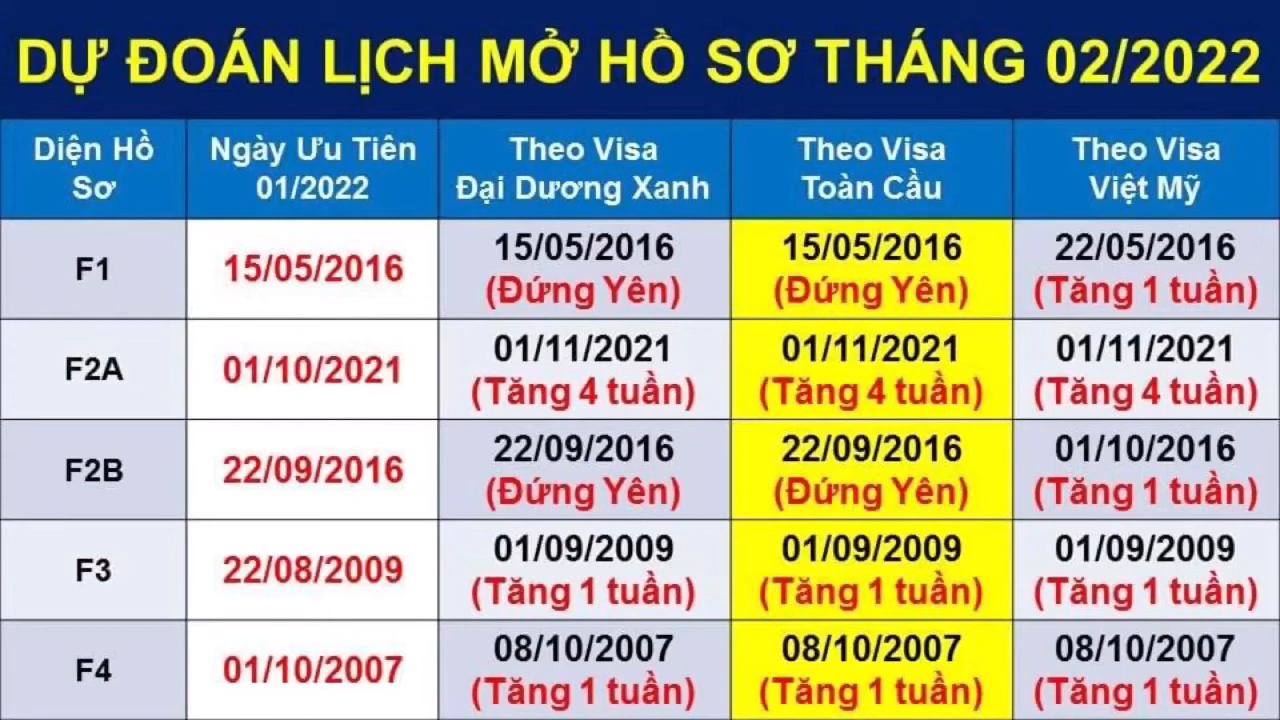 DỰ ĐOÁN LỊCH MỞ HỒ SƠ THÁNG 02/2022
Diện Hồ Sơ
Ngày Ưu Tiên 01/2022
Theo Visa Đại Dương Xanh
Theo Visa Toàn Cầu
Theo Visa Việt Mỹ
F1
15/05/2016
15/05/2016
(Đứng Yên)
15/05/2016
(Đứng Yên)
22/05/2016
(Tăng 1 tuần)
F2A
01/10/2021
01/11/2021
(Tăng 4 tuần)
01/11/2021
(Tăng 4 tuần)
01/11/2021
(Tăng 4 tuần)
F2B
22/09/2016
22/09/2016
(Đứng Yên)
22/09/2016
(Đứng Yên)
01/10/2016
(Tăng 1 tuần)
F3
22/08/2009
01/09/2009
(Tăng 1 tuần)
01/09/2009
(Tăng 1 tuần)
01/09/2009
(Tăng 1 tuần)
F4
01/10/2007
08/10/2007
(Tăng 1 tuần)
08/10/2007
(Tăng 1 tuần)
08/10/2007
(Tăng 1 tuần)